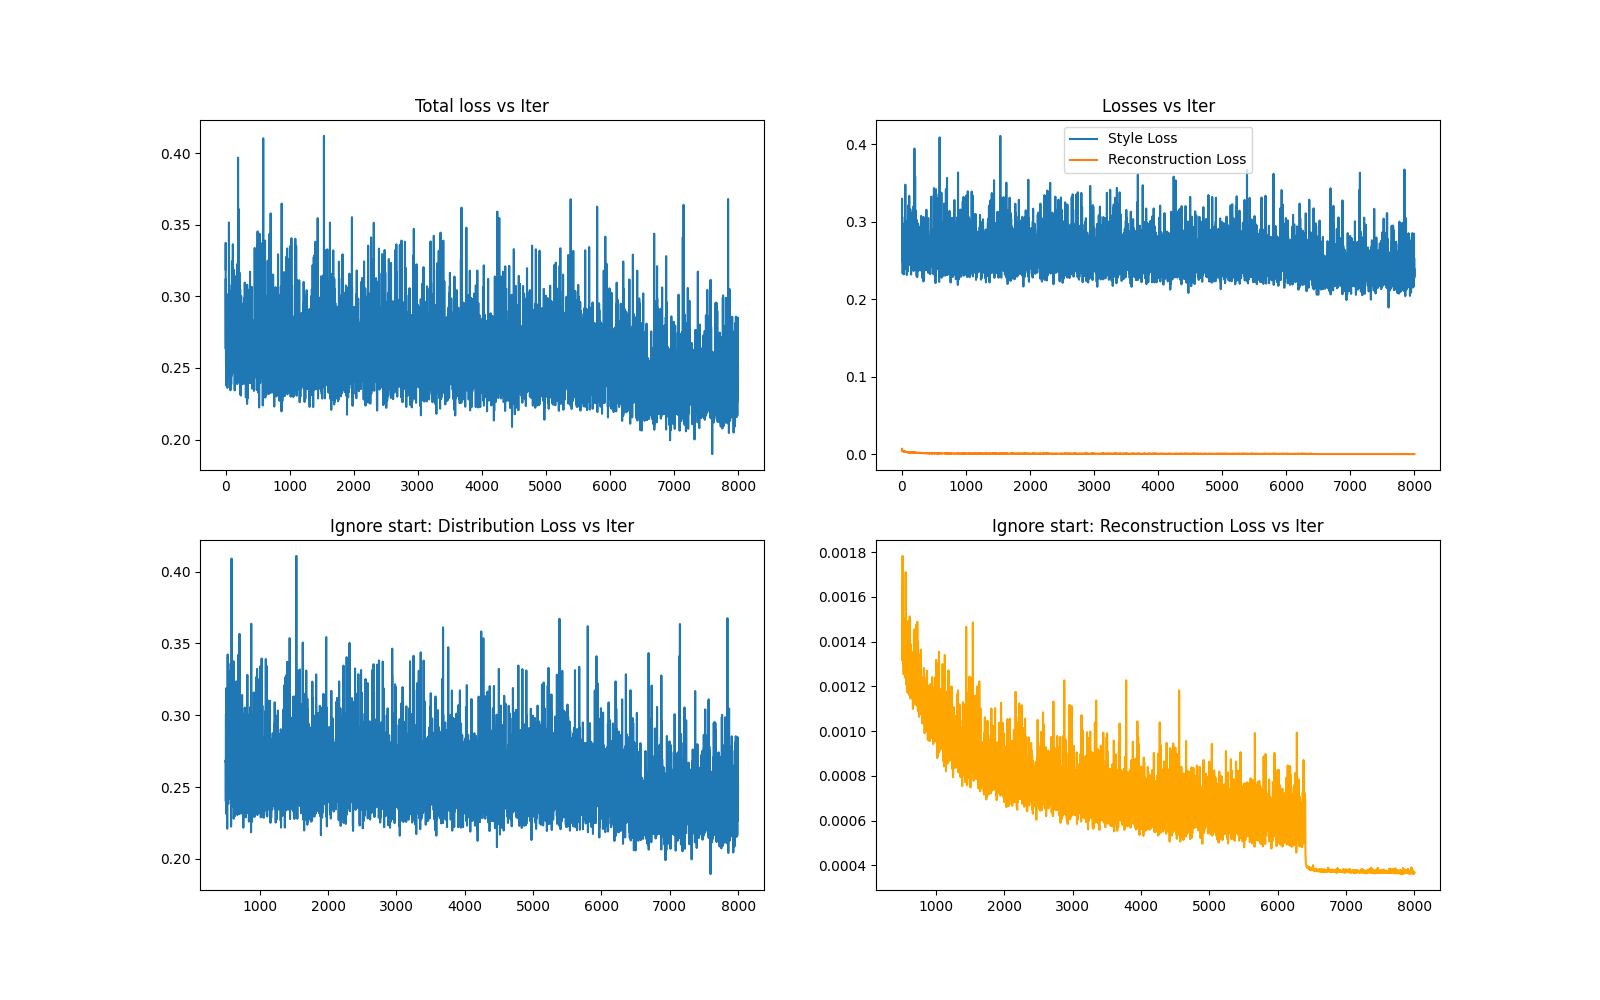 Total loss vs Iter
0.40
0.35
0.30
0.25
0.20
0 1000 2000 3000 4000 5000 6000 7000 8000
Losses vs Iter
Style Loss
Reconstruction Loss
0.4
0.3
0.2
0.1
0.0
0 1000 2000 3000 4000 5000 6000 7000 8000
Ignore start: Distribution Loss vs Iter
0.40
0.35
0.30
0.25
0.20
1000 2000 3000 4000 5000 6000 7000 8000
Ignore start: Reconstruction Loss vs Iter
0.0018
0.0016
0.0014
0.0012
0.0010
0.0008
0.0006
0.0004
1000 2000 3000 4000 5000 6000 7000 8000